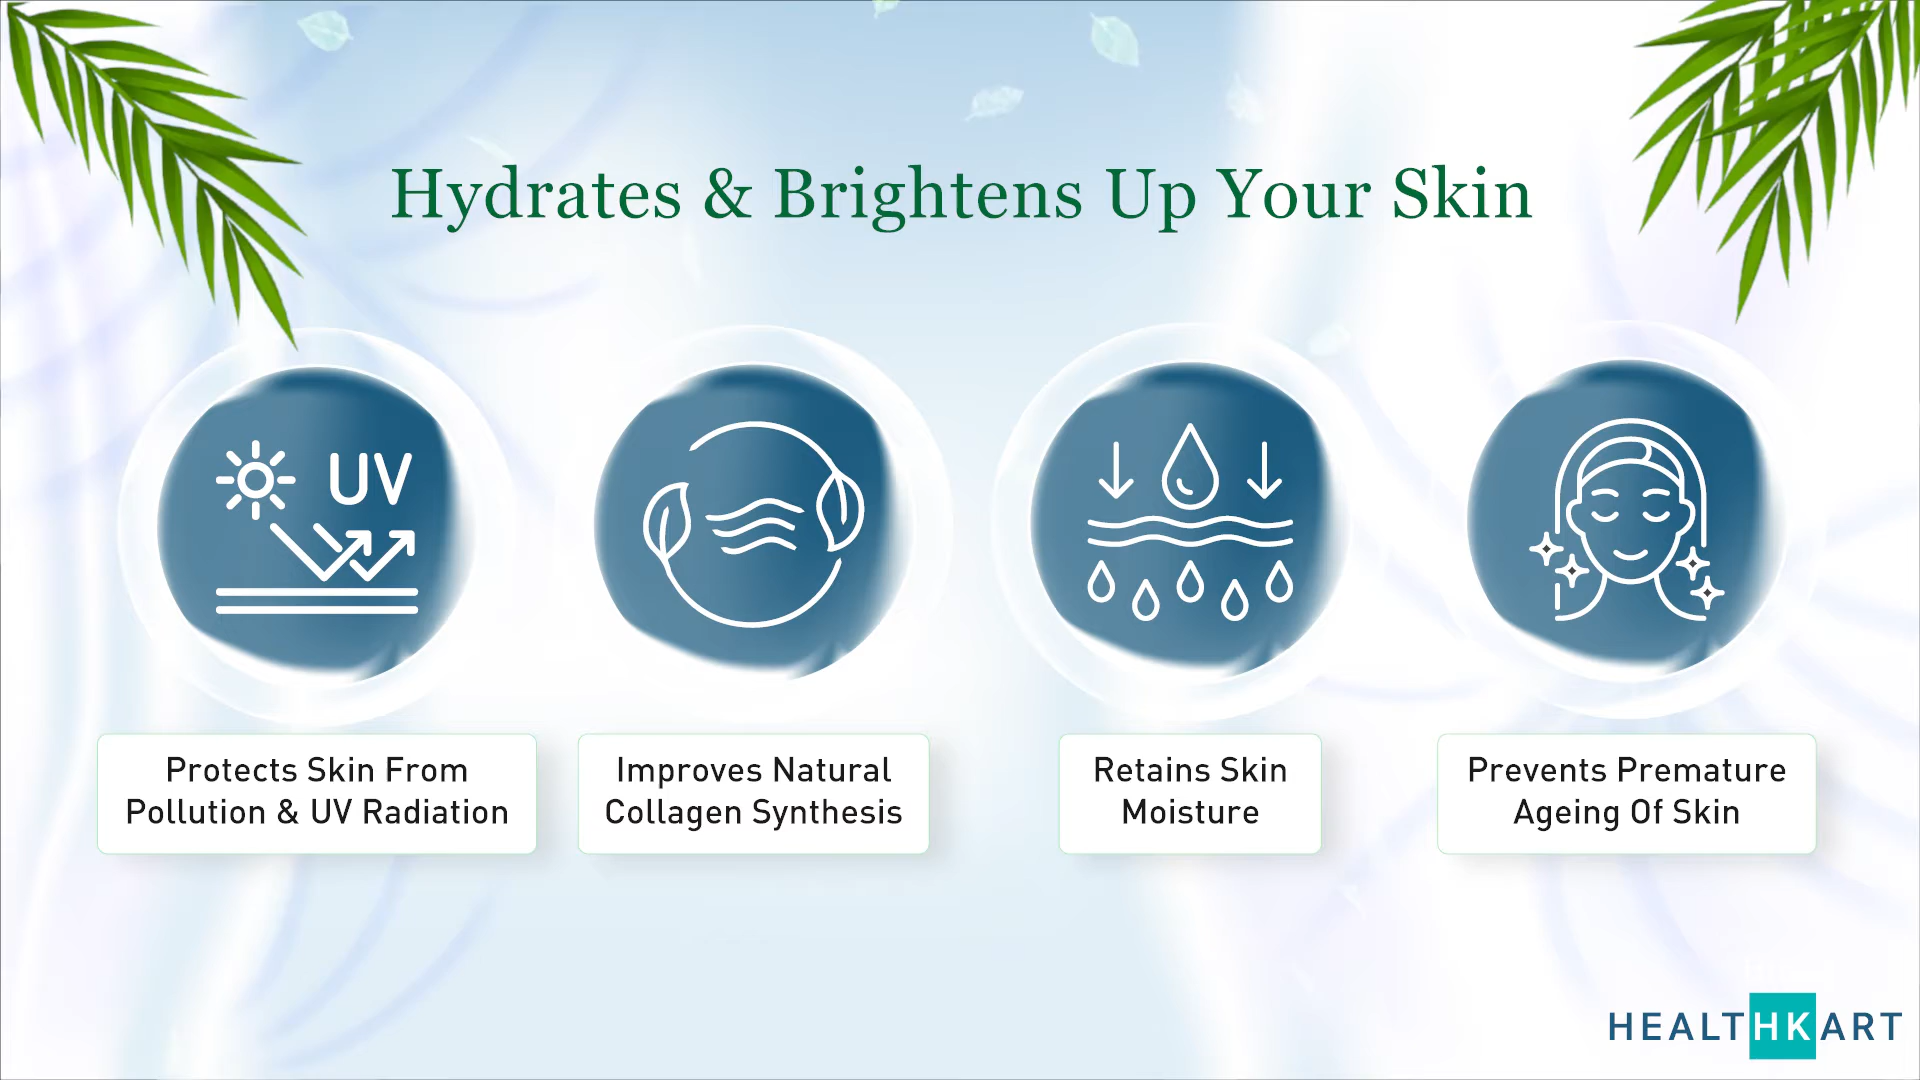 Hydrates & Brightens Up Your Skin
UV
Protects Skin From
Pollution & UV Radiation
Improves Natural
Collagen Synthesis
Retains Skin
Moisture
Prevents Premature
Ageing Of Skin
HEALTHKART